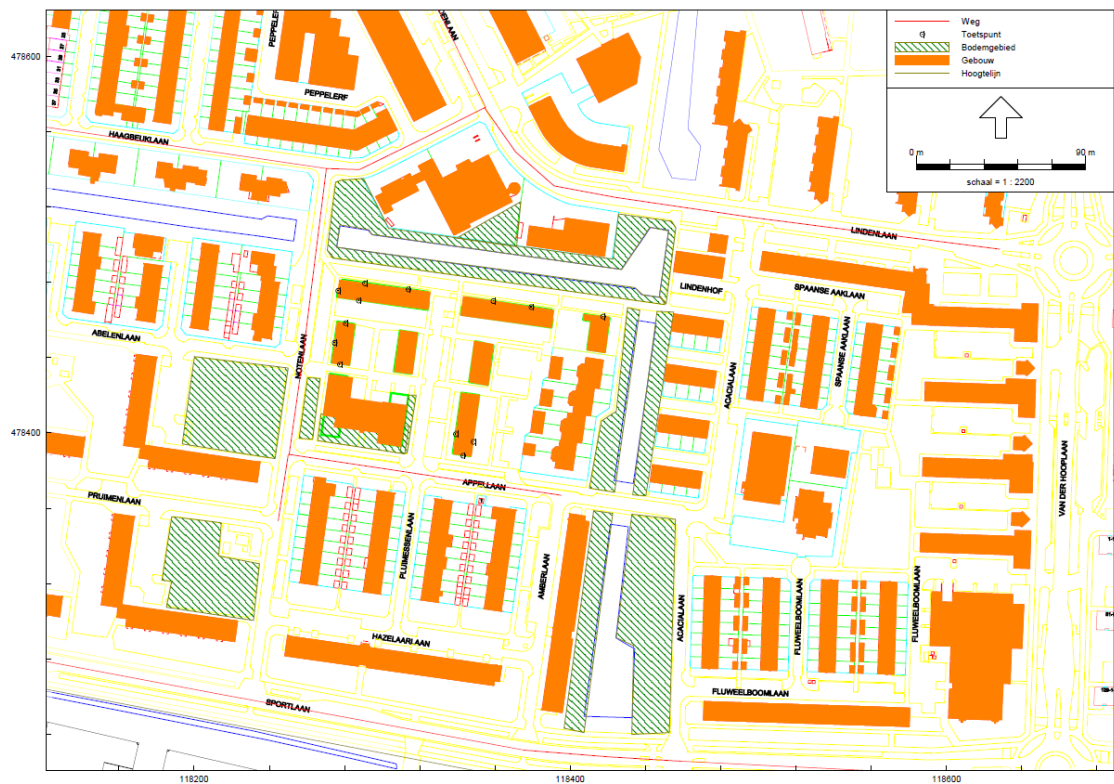 Weg
Toetspunt
Bodemgebied
Gebouw
Hoogtelijn
0 m
90 m
schaal = 1 : 2200
478600
478400
118200
118400
118600
PEPPELERF
HAAGBEUKLAAN
LINDENLAAN
LINDENHOF
SPAANSE AAKLAAN
SPAANSE AAKLAAN
ABELENLAAN
NOTENLAAN
ACACIALAAN
VAN DER HOOPLAAN
APPELLAAN
PRUIMENLAAN
PLUIMESSENLAAN
AMBERLAAN
HAZELAARLAAN
ACACIALAAN
FLUWEELBOOMLAAN
FLUWEELBOOMLAAN
FLUWEELBOOMLAAN
SPORTLAAN